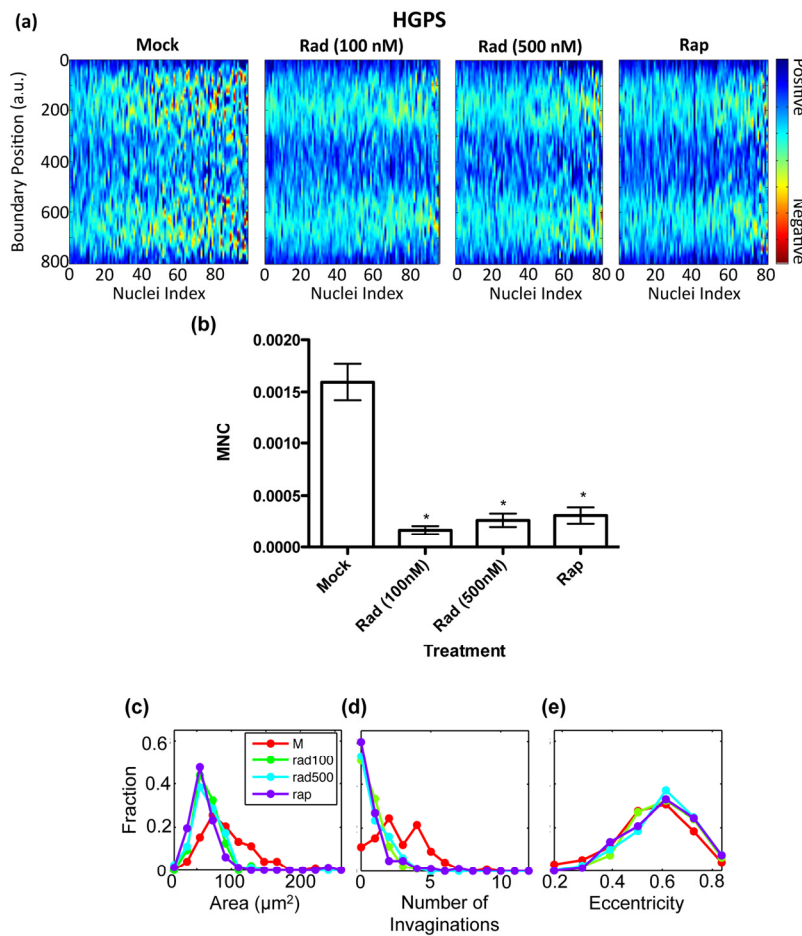 (a)
HGPS
Mock
Rad (100 nM)
Rad (500 nM)
Rap
Boundary Position (a.u.)
0
200
400
600
800
0 20 40 60 80
0 20 40 60 80
0 20 40 60 80
0 20 40 60 80
Nuclei Index
Nuclei Index
Nuclei Index
Nuclei Index
Positive
Negative
(b)
MNC
0.0020
0.0015
0.0010
0.0005
0.0000
*
*
*
Mock
Rad (100nM)
Rad (500nM)
Rap
Treatment
(c)
(d)
(e)
Fraction
0.6
0.4
0.2
0
M
rad100
rad500
rap
0 100 200
0 5 10
0.2 0.4 0.6 0.8
Area (µm2)
Number of
Invaginations
Eccentricity